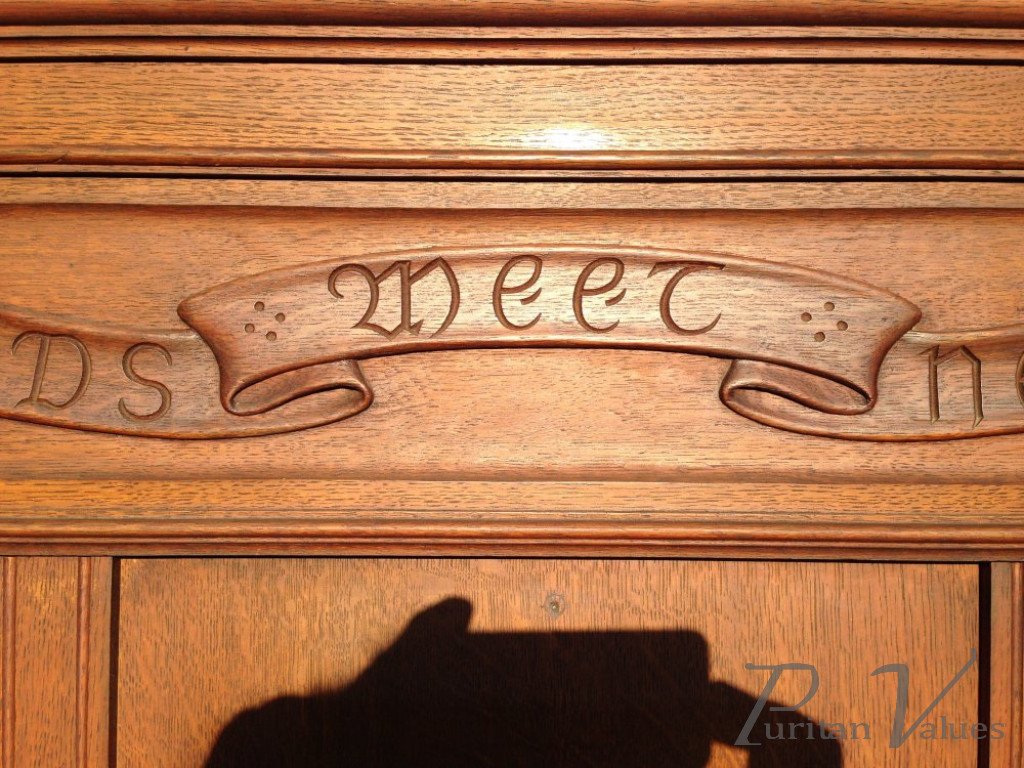 DS MEET ne
Puritan Values